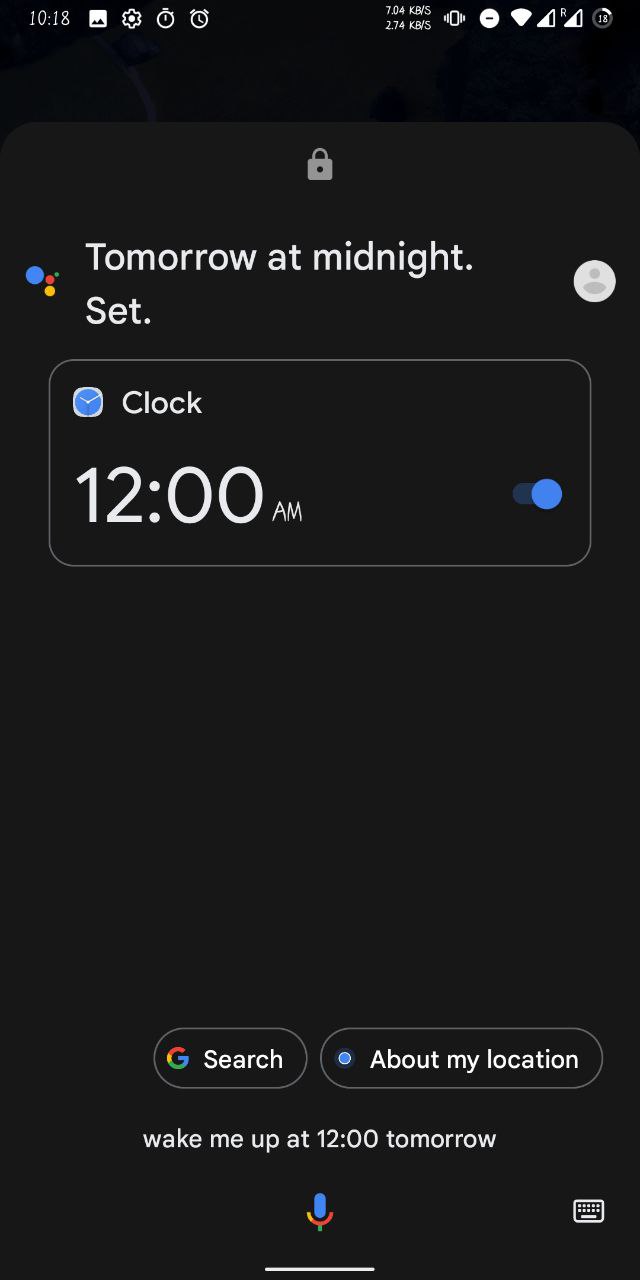 10:18
7.04 KB/S
2.74 KB/S
R
18
Tomorrow at midnight.
Set.
Clock
12:00 AM
Search
About my location
wake me up at 12:00 tomorrow